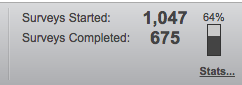 Surveys Started: 1,047 64%
Surveys Completed: 675
Stats...